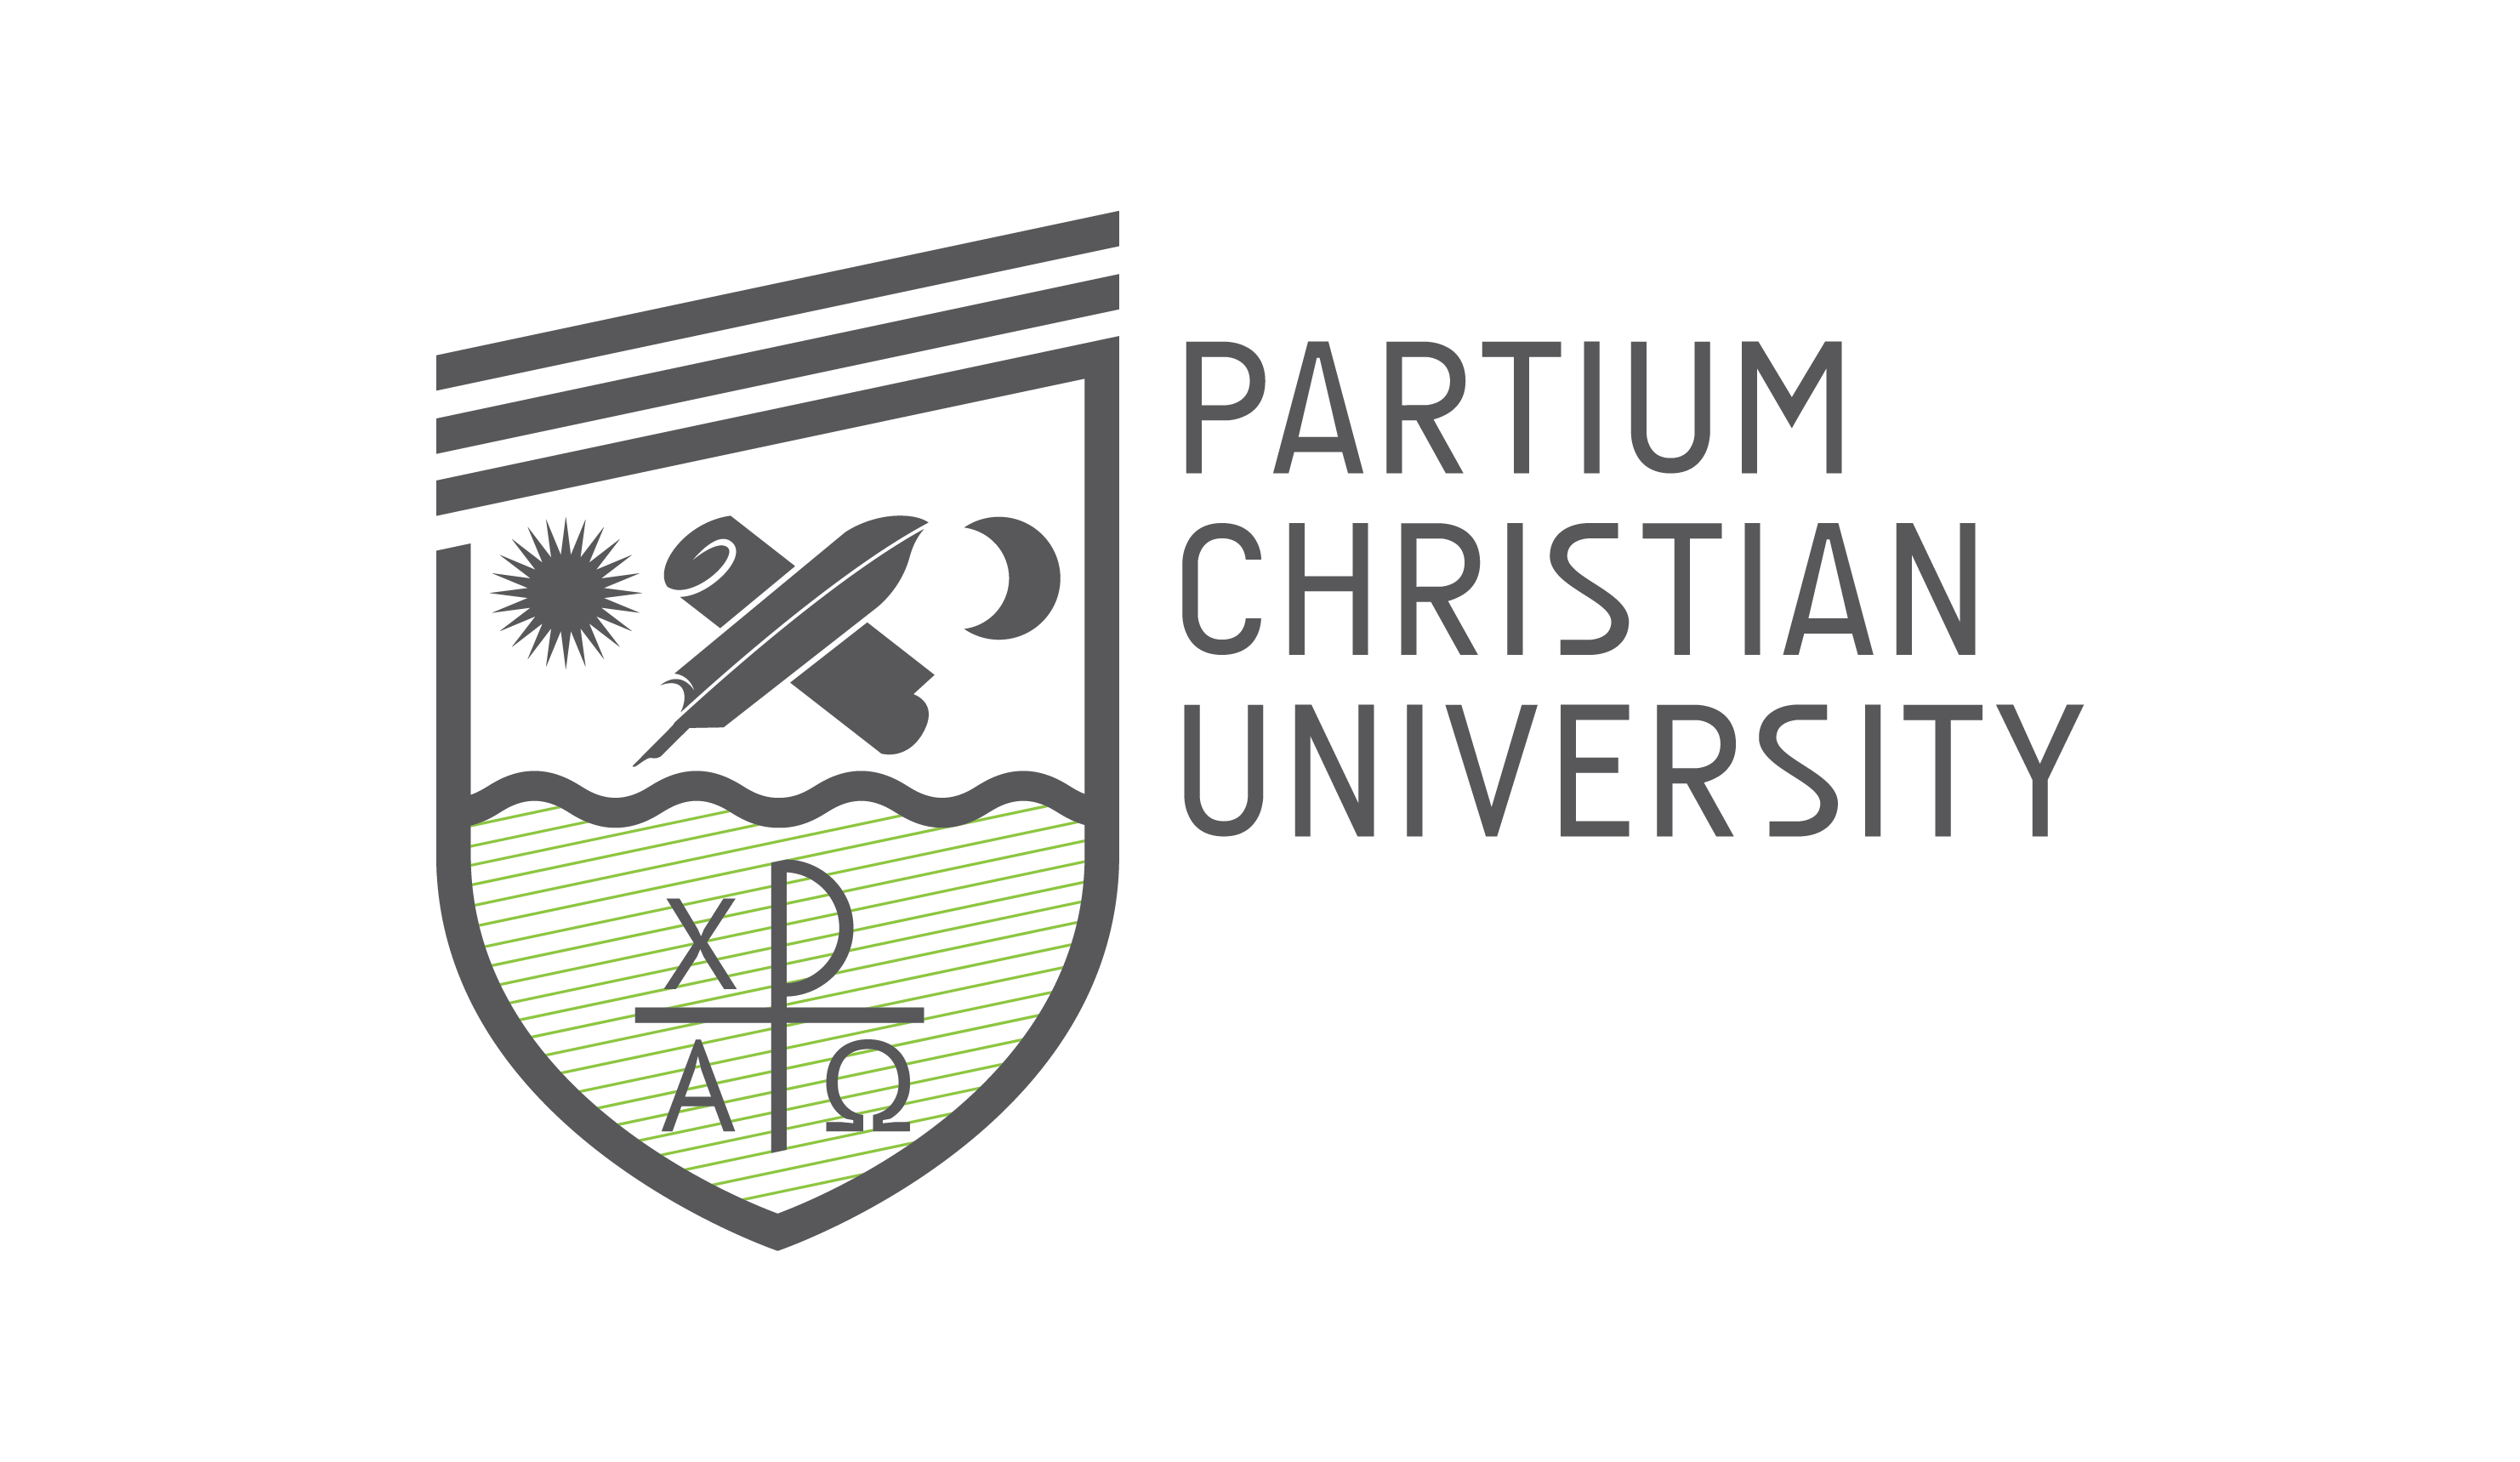 PARTIUM
CHRISTIAN
UNIVERSITY
Χ Ρ
Α Ω